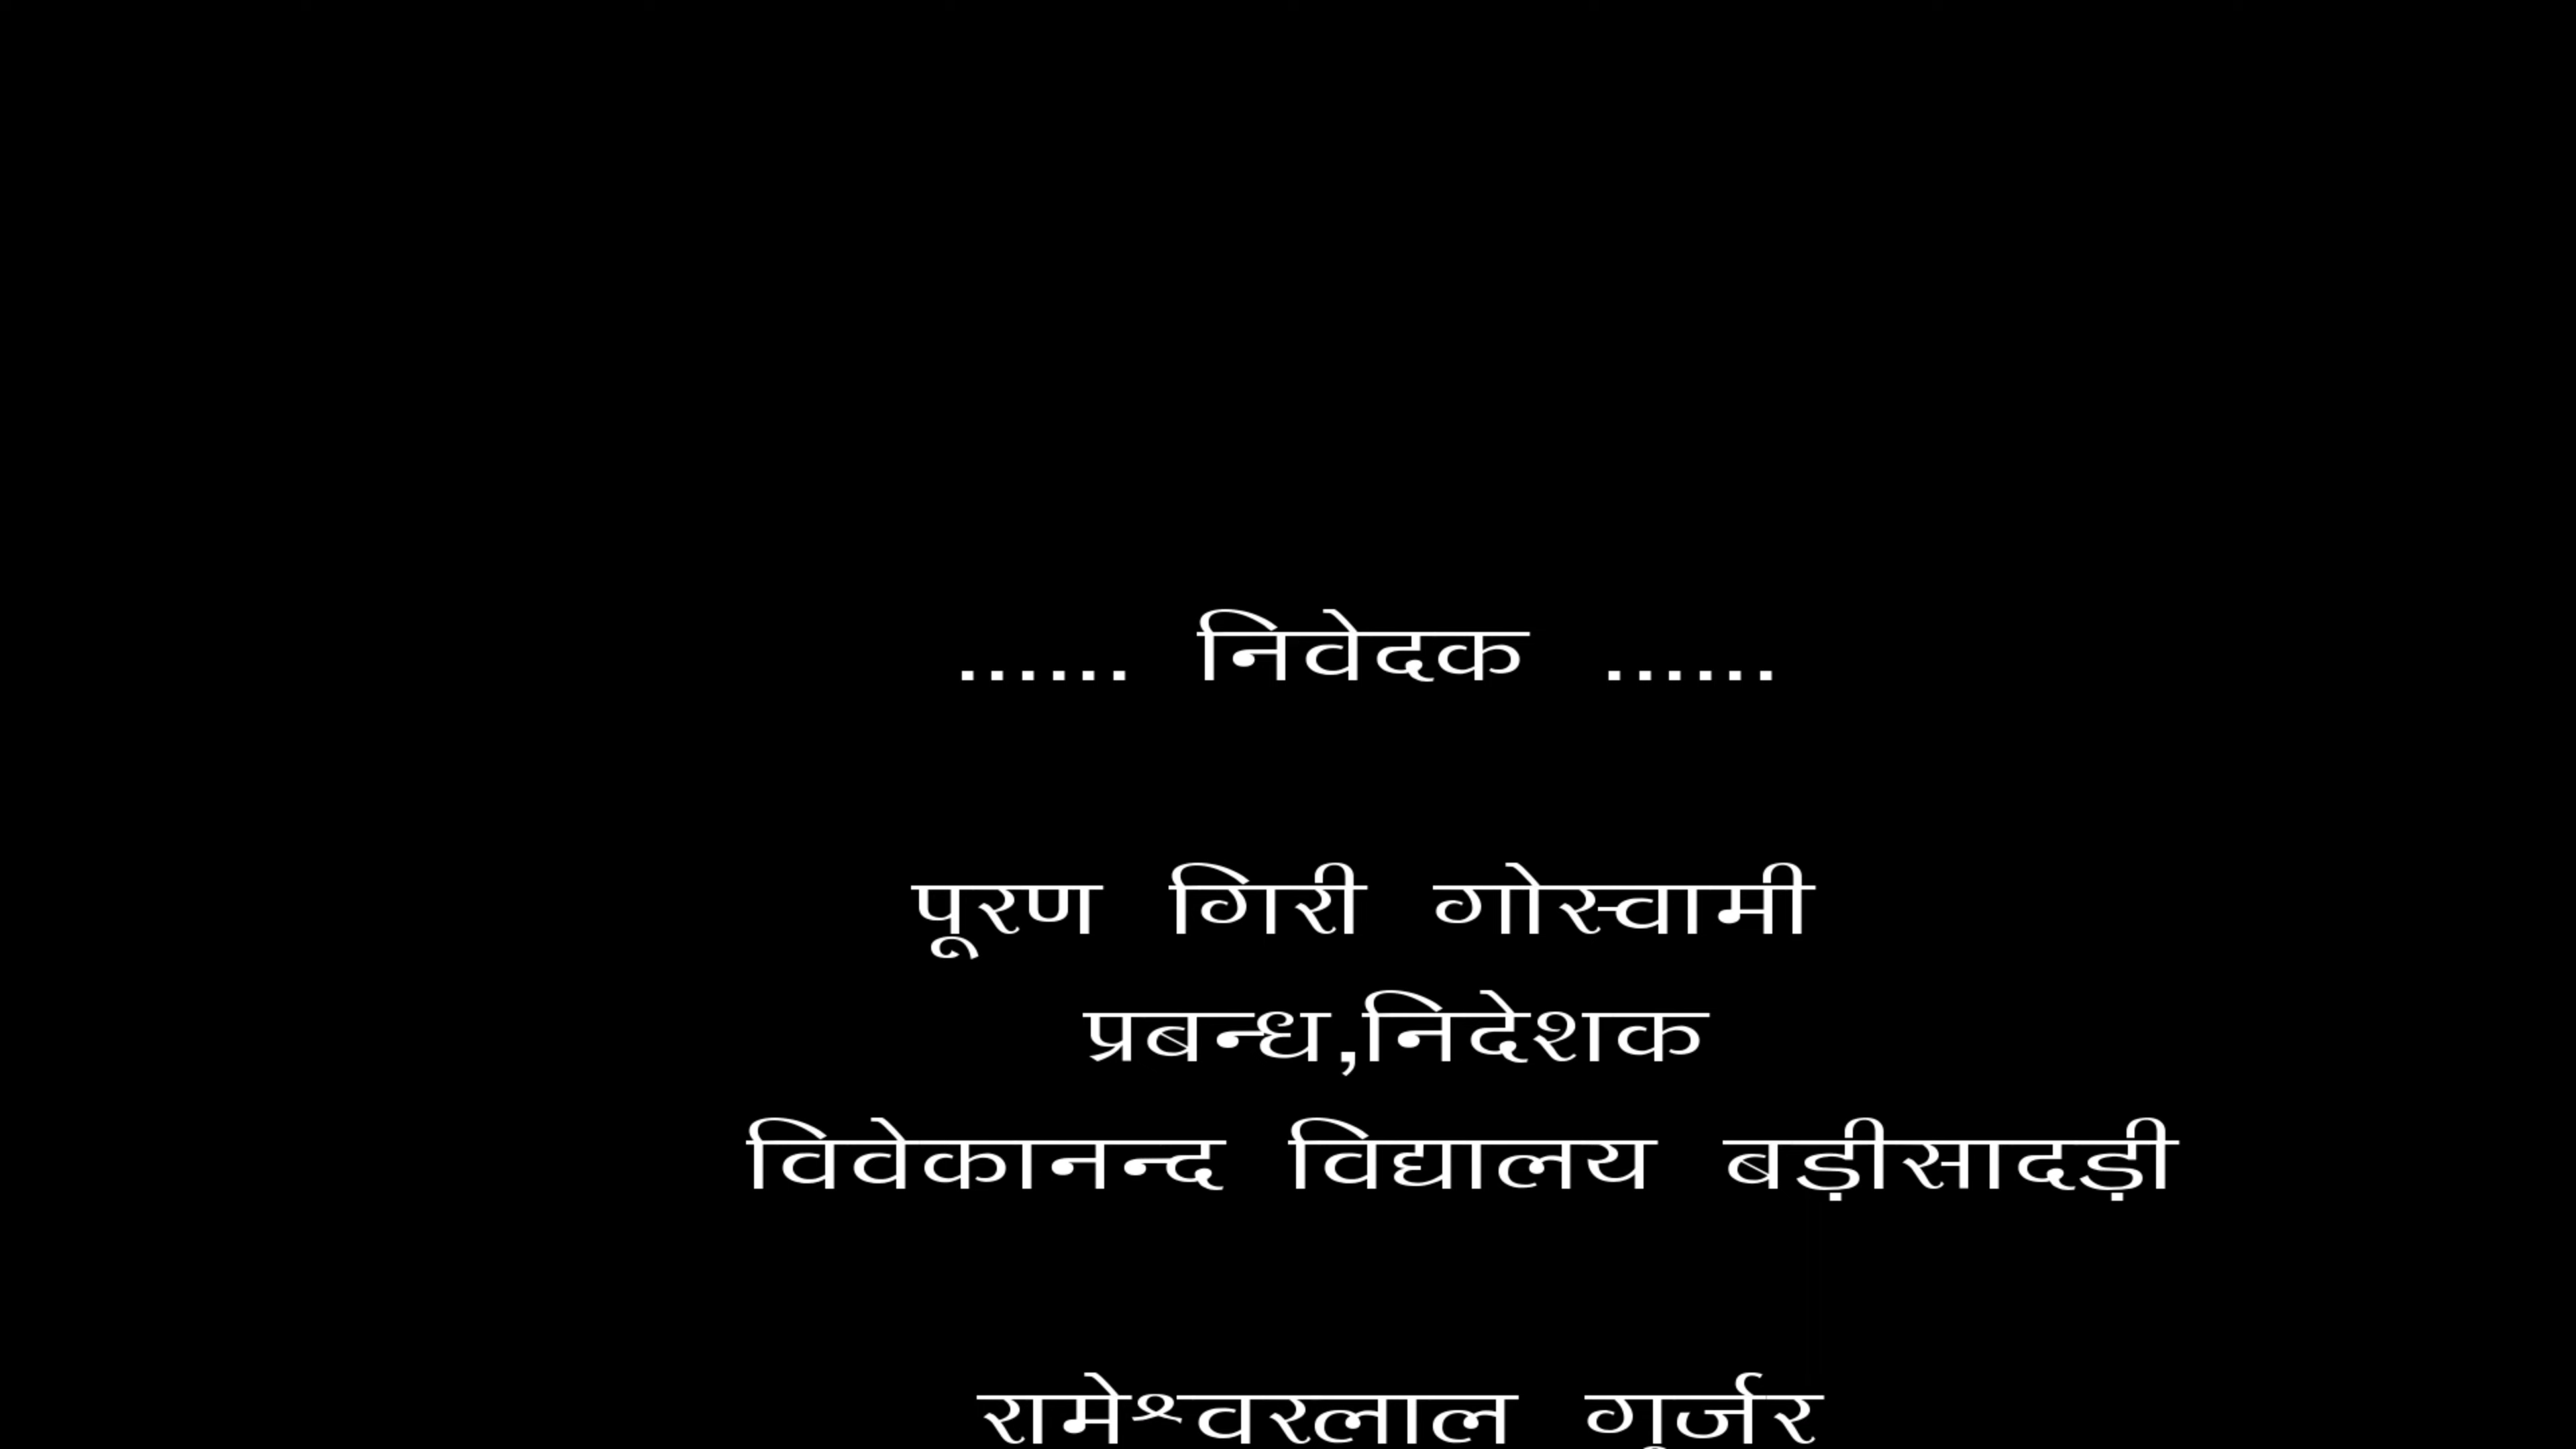 ...... निवेदक ......
पूरण गिरी गोस्वामी
प्रबन्ध,निदेशक
विवेकानन्द विद्यालय बड़ीसादड़ी
रामेश्वरलाल गूर्जर